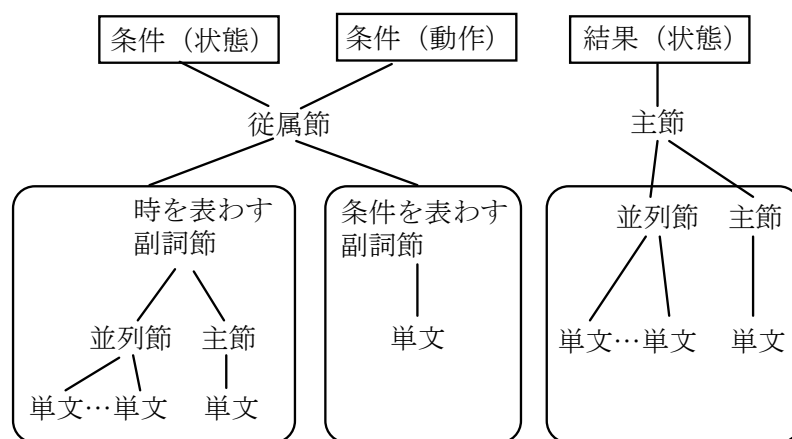 条件（状態）
条件（動作）
結果（状態）
従属節
主節
時を表わす
副詞節
条件を表わす
副詞節
並列節
主節
並列節
主節
単文
単文…単文
単文
単文…単文
単文